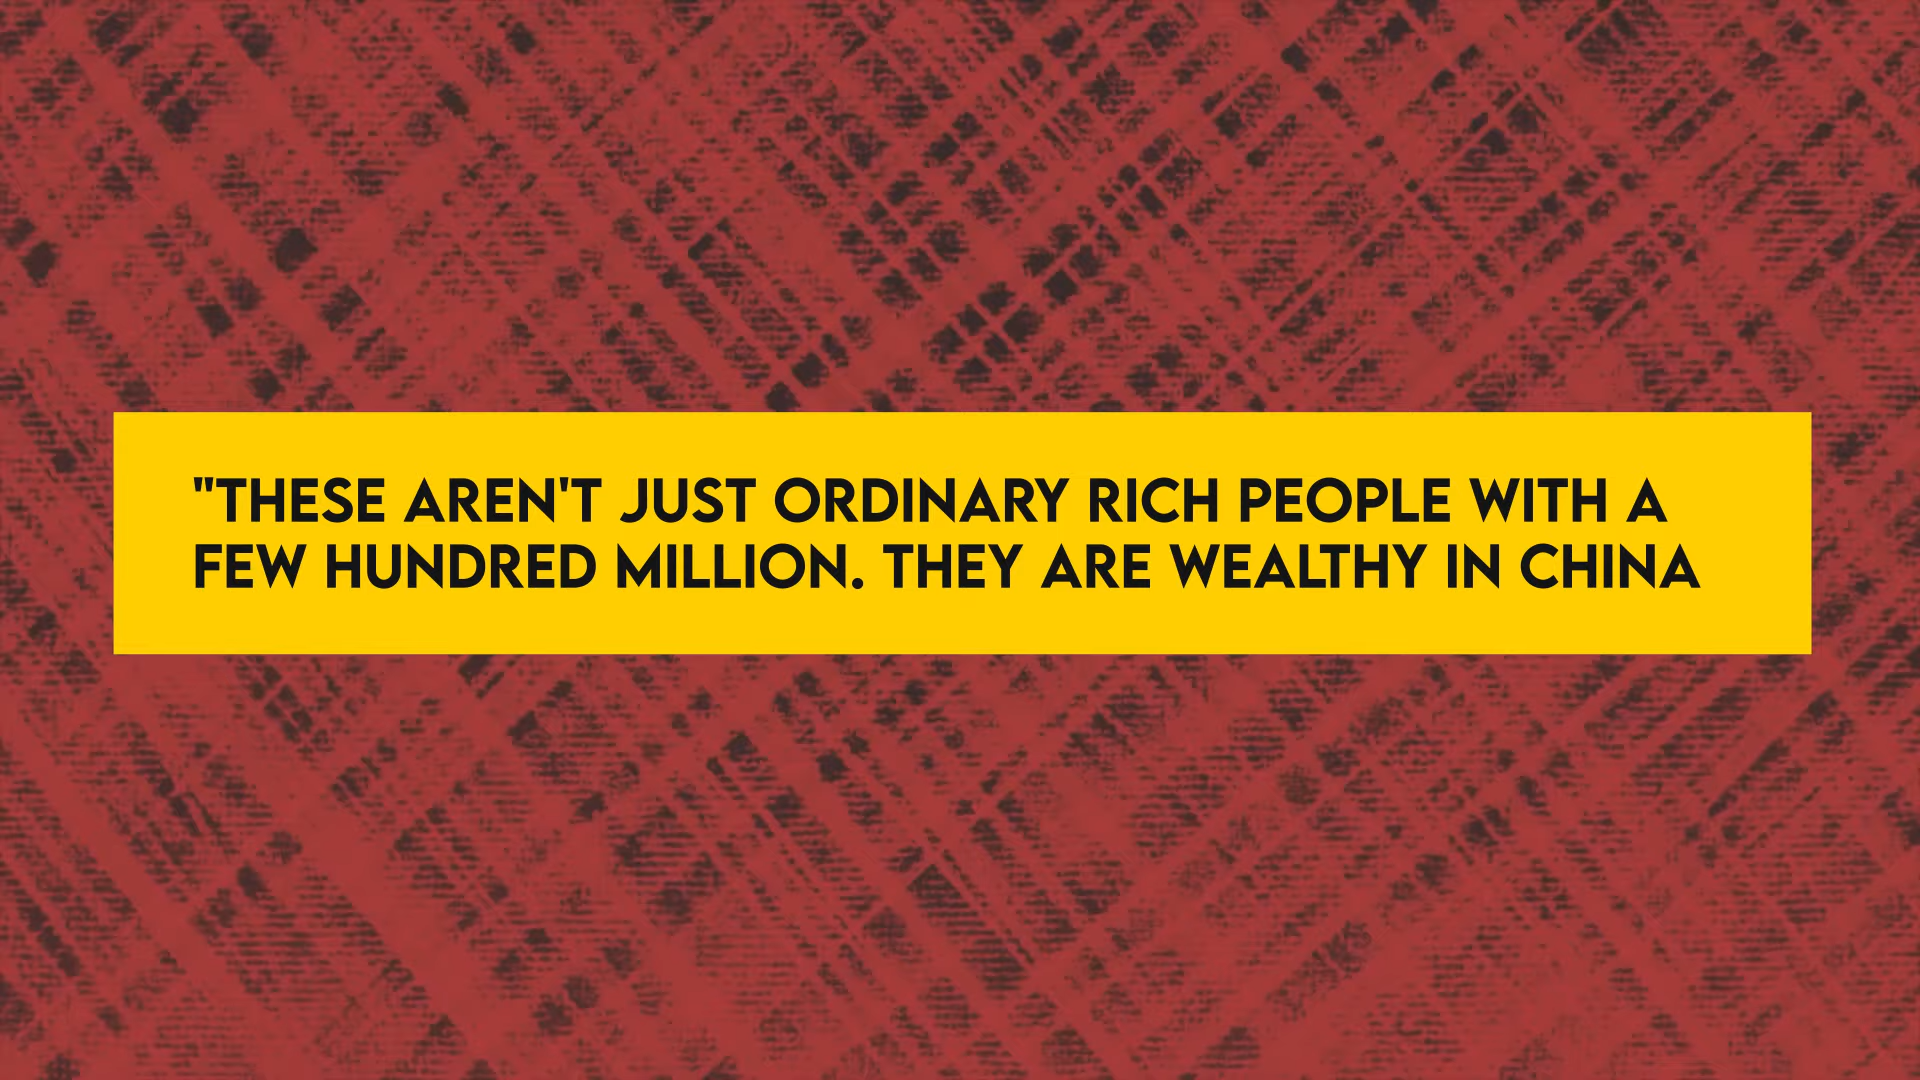 "THESE AREN'T JUST ORDINARY RICH PEOPLE WITH A
FEW HUNDRED MILLION. THEY ARE WEALTHY IN CHINA